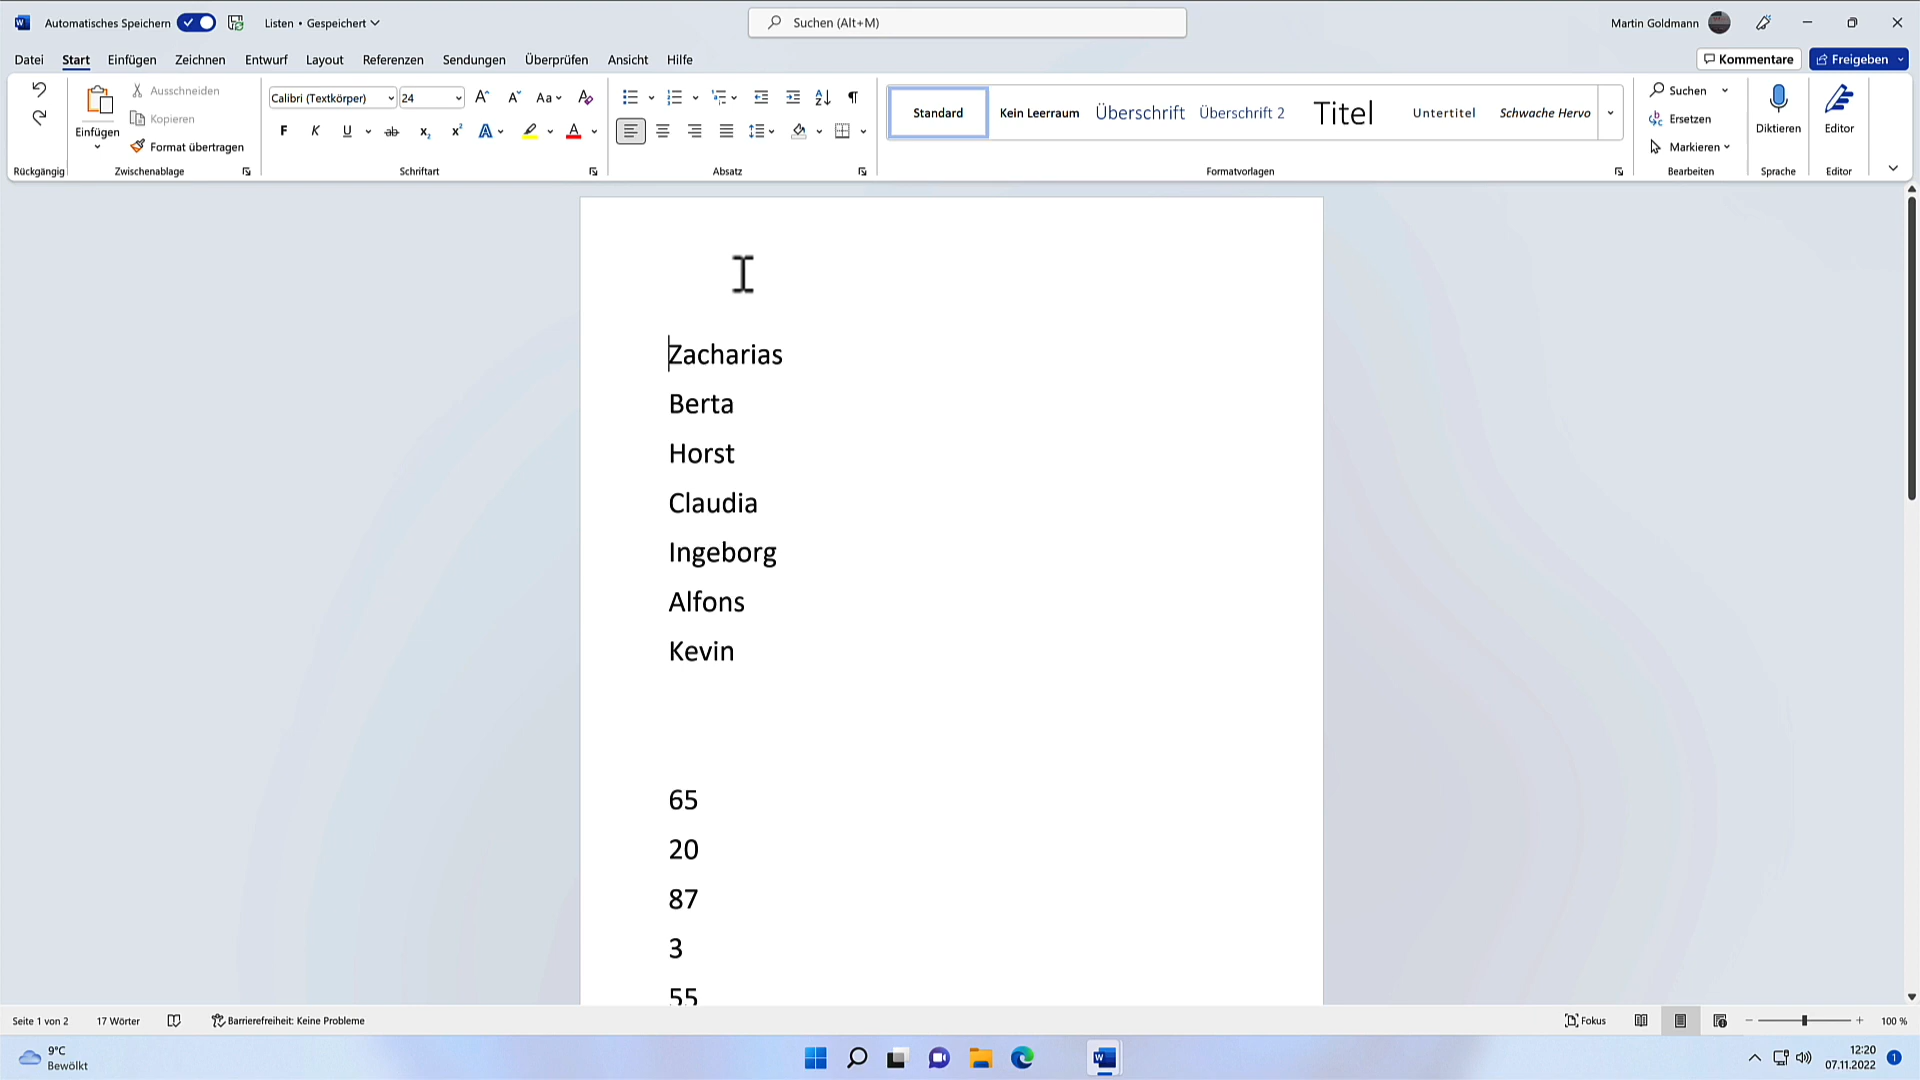 Automatisches Speichern
Listen • Gespeichert
Suchen (Alt+M)
Martin Goldmann
Datei Start Einfügen Zeichnen Entwurf Layout Referenzen Sendungen Überprüfen Ansicht Hilfe
Kommentare
Freigeben
Einfügen
Ausschneiden
Kopieren
Format übertragen
Calibri (Textkörper) 24
Standard Kein Leerraum Überschrift Überschrift 2 Titel Untertitel Schwache Hervo
Suchen
Ersetzen
Markieren
Diktieren
Editor
Rückgängig Zwischenablage Schriftart Absatz Formatvorlagen Bearbeiten Sprache Editor
Zacharias
Berta
Horst
Claudia
Ingeborg
Alfons
Kevin
65
20
87
3
55
Seite 1 von 2 17 Wörter Barrierefreiheit: Keine Probleme Fokus 100 %
9°C
Bewölkt
12:20
07.11.2022
1